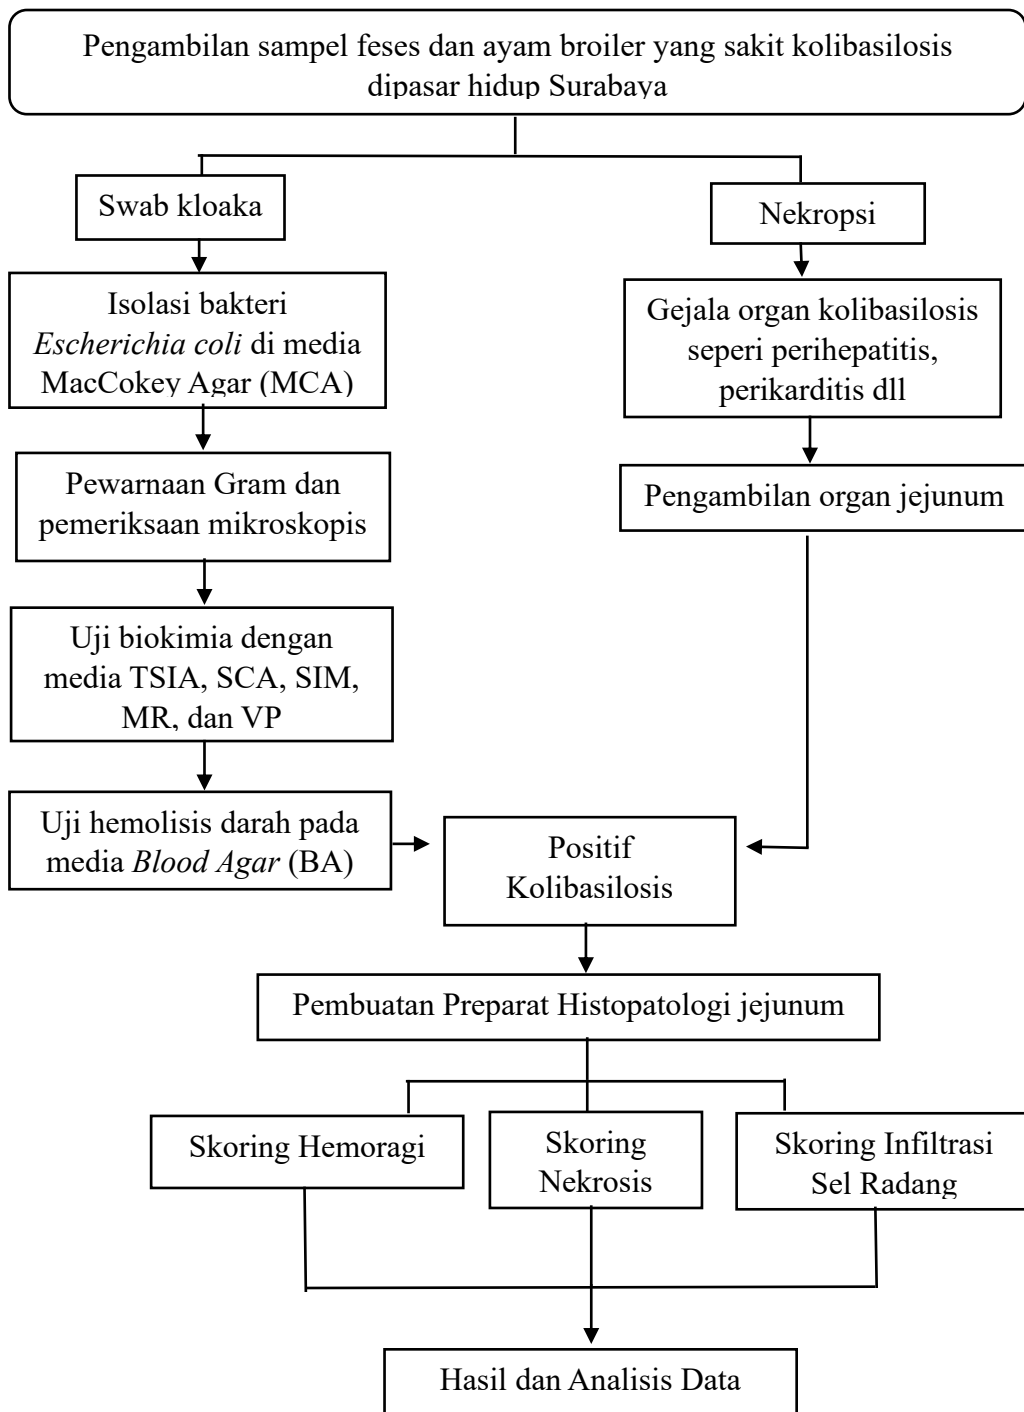 Pengambilan sampel feses dan ayam broiler yang sakit kolibasilosis
dipasar hidup Surabaya
Swab kloaka
Nekropsi
Isolasi bakteri
Escherichia coli di media
MacCokey Agar (MCA)
Gejala organ kolibasilosis
seperi perihepatitis,
perikarditis dll
Pewarnaan Gram dan
pemeriksaan mikroskopis
Pengambilan organ jejunum
Uji biokimia dengan
media TSIA, SCA, SIM,
MR, dan VP
Uji hemolisis darah pada
media Blood Agar (BA)
Positif
Kolibasilosis
Pembuatan Preparat Histopatologi jejunum
Skoring Hemoragi
Skoring
Nekrosis
Skoring Infiltrasi
Sel Radang
Hasil dan Analisis Data